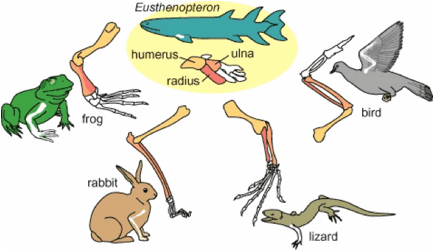 Eusthenopteron
humerus
ulna
radius
frog
bird
rabbit
lizard